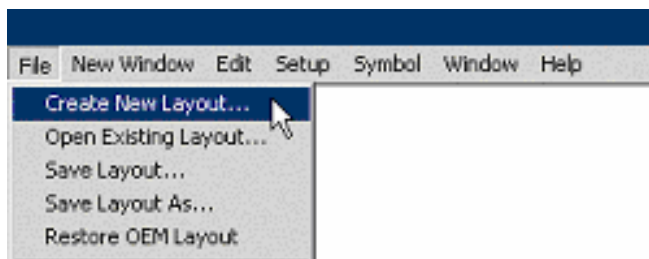 File New Window Edit Setup Symbol Window Help
Create New Layout...
Open Existing Layout...
Save Layout...
Save Layout As...
Restore OEM Layout